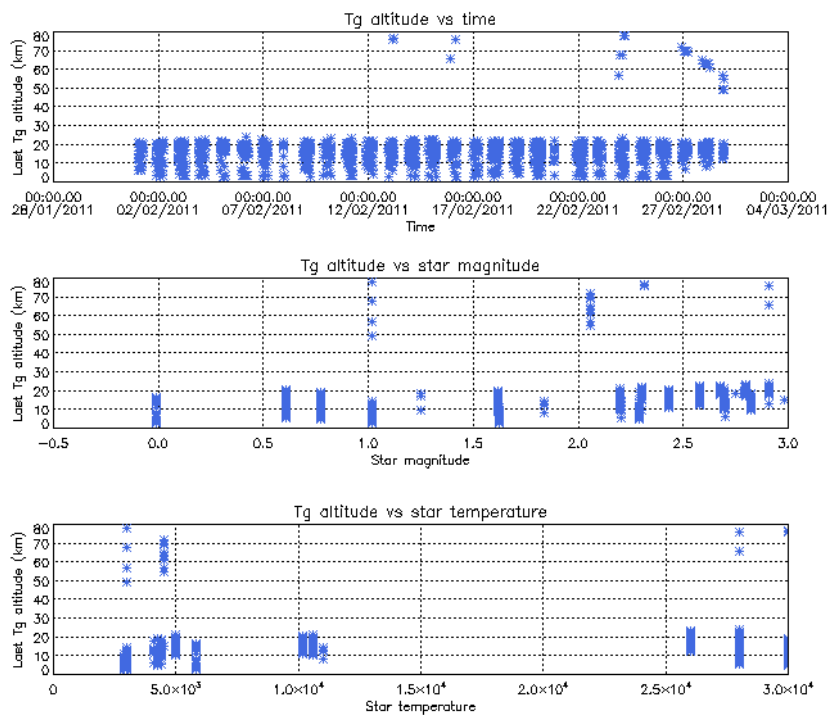 Tg altitude vs time
Last Tg altitude (km)
80
70
60
50
40
30
20
10
0
00:00.00 00:00.00 00:00.00 00:00.00 00:00.00 00:00.00 00:00.00 00:00.00
28/01/2011 02/02/2011 07/02/2011 12/02/2011 17/02/2011 22/02/2011 27/02/2011 04/03/2011
Time
Tg altitude vs star magnitude
Last Tg altitude (km)
80
70
60
50
40
30
20
10
0
-0.5 0.0 0.5 1.0 1.5 2.0 2.5 3.0
Star magnitude
Tg altitude vs star temperature
Last Tg altitude (km)
80
70
60
50
40
30
20
10
0
0 5.0×10³ 1.0×10⁴ 1.5×10⁴ 2.0×10⁴ 2.5×10⁴ 3.0×10⁴
Star temperature